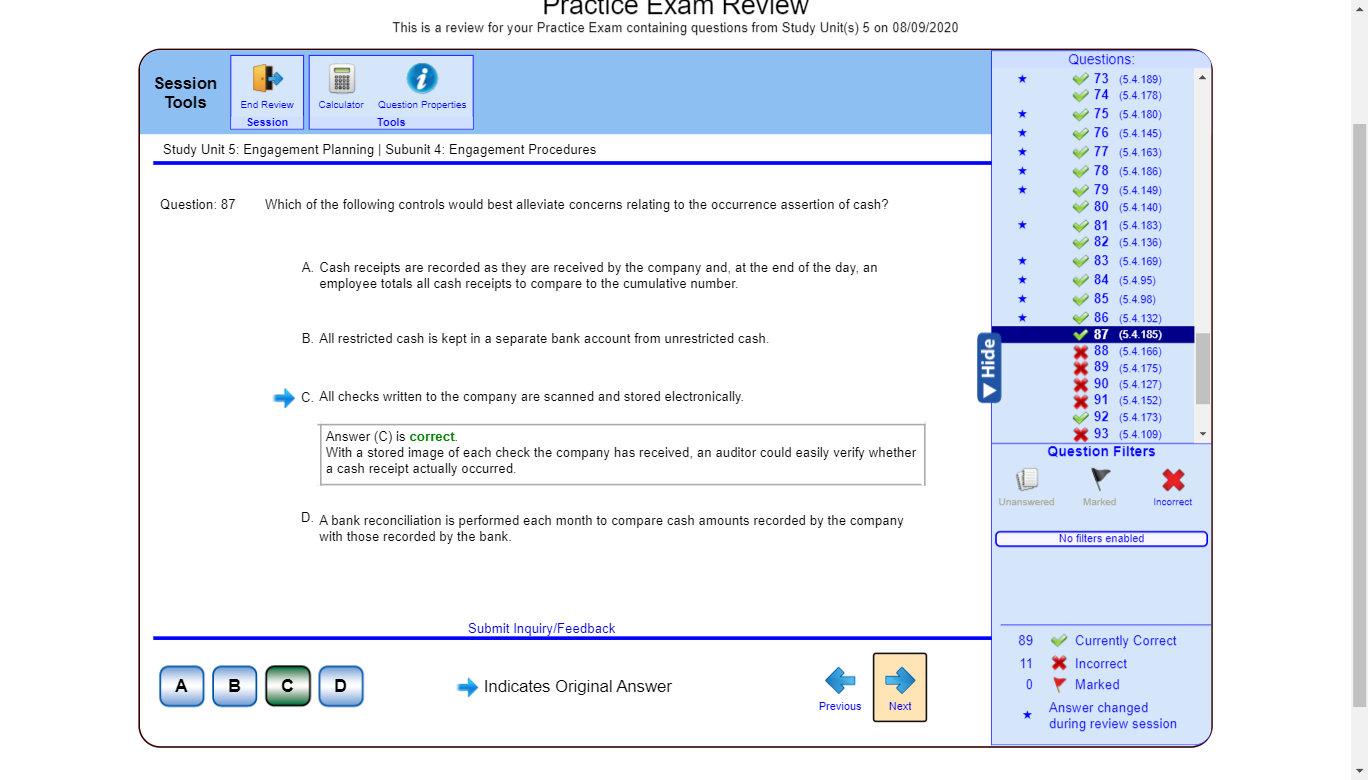 Practice Exam Review
This is a review for your Practice Exam containing questions from Study Unit(s) 5 on 08/09/2020
Session
Tools
End Review
Session
Calculator
Question Properties
Tools
Study Unit 5: Engagement Planning | Subunit 4: Engagement Procedures
Question: 87
Which of the following controls would best alleviate concerns relating to the occurrence assertion of cash?
A. Cash receipts are recorded as they are received by the company and, at the end of the day, an
employee totals all cash receipts to compare to the cumulative number.
B. All restricted cash is kept in a separate bank account from unrestricted cash.
C. All checks written to the company are scanned and stored electronically.
Answer (C) is correct.
With a stored image of each check the company has received, an auditor could easily verify whether
a cash receipt actually occurred.
D. A bank reconciliation is performed each month to compare cash amounts recorded by the company
with those recorded by the bank.
Submit Inquiry/Feedback
A
B
C
D
Indicates Original Answer
Previous
Next
Hide
Questions:
73 (5.4.189)
74 (5.4.178)
75 (5.4.180)
76 (5.4.145)
77 (5.4.163)
78 (5.4.186)
79 (5.4.149)
80 (5.4.140)
81 (5.4.183)
82 (5.4.136)
83 (5.4.169)
84 (5.4.95)
85 (5.4.98)
86 (5.4.132)
87 (5.4.185)
88 (5.4.166)
89 (5.4.175)
90 (5.4.127)
91 (5.4.152)
92 (5.4.173)
93 (5.4.109)
Question Filters
Unanswered
Marked
Incorrect
No filters enabled
89 Currently Correct
11 Incorrect
0 Marked
Answer changed
during review session